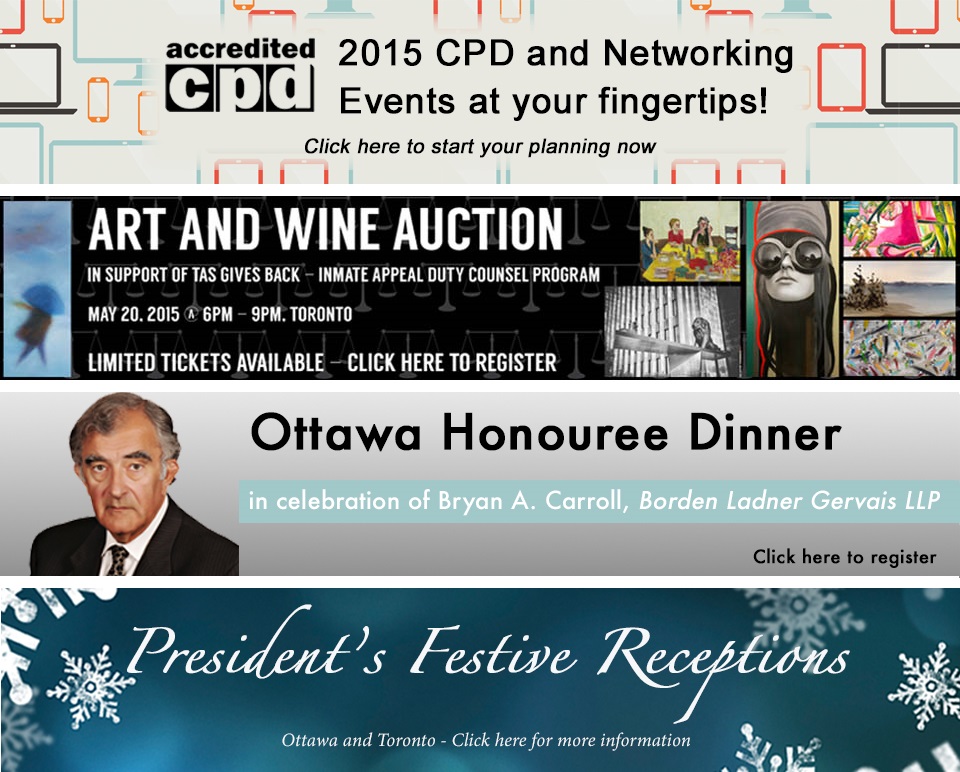 accredited
cpd
2015 CPD and Networking
Events at your fingertips!
Click here to start your planning now
ART AND WINE AUCTION
IN SUPPORT OF TAS GIVES BACK – INMATE APPEAL DUTY COUNSEL PROGRAM
MAY 20, 2015 @ 6PM – 9PM, TORONTO
LIMITED TICKETS AVAILABLE – CLICK HERE TO REGISTER
Ottawa Honouree Dinner
in celebration of Bryan A. Carroll, Borden Ladner Gervais LLP
Click here to register
President's Festive Receptions
Ottawa and Toronto - Click here for more information